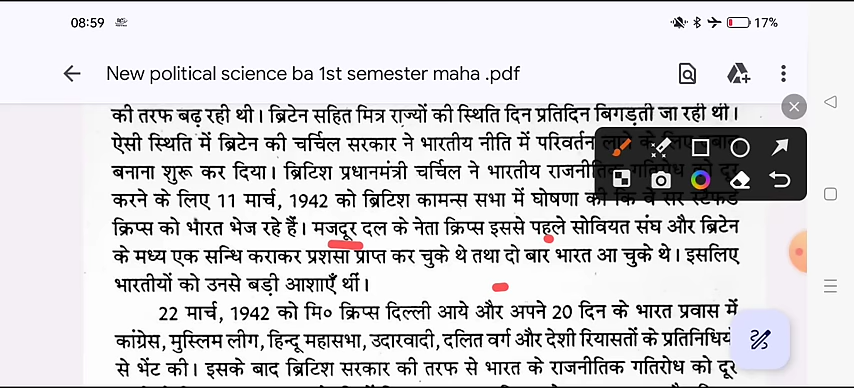 08:59
17%
New political science ba 1st semester maha .pdf
की तरफ बढ़ रही थी। ब्रिटेन सहित मित्र राज्यों की स्थिति दिन प्रतिदिन बिगड़ती जा रही थी।
ऐसी स्थिति में ब्रिटेन की चर्चिल सरकार ने भारतीय नीति में परिवर्तन
बनाना शुरू कर दिया। ब्रिटिश प्रधानमंत्री चर्चिल ने भारतीय राजनीतिक गतिरोध को दूर
करने के लिए 11 मार्च, 1942 को ब्रिटिश कामन्स सभा में घोषणा की कि वे सर स्टैफर्ड
क्रिप्स को भारत भेज रहे हैं। मजदूर दल के नेता क्रिप्स इससे पहले सोवियत संघ और ब्रिटेन
के मध्य एक सन्धि कराकर प्रशंसा प्राप्त कर चुके थे तथा दो बार भारत आ चुके थे। इसलिए
भारतीयों को उनसे बड़ी आशाएँ थीं।
22 मार्च, 1942 को मि० क्रिप्स दिल्ली आये और अपने 20 दिन के भारत प्रवास में
कांग्रेस, मुस्लिम लीग, हिन्दू महासभा, उदारवादी, दलित वर्ग और देशी रियासतों के प्रतिनिधिय
से भेंट की। इसके बाद ब्रिटिश सरकार की तरफ से भारत के राजनीतिक गतिरोध को दूर